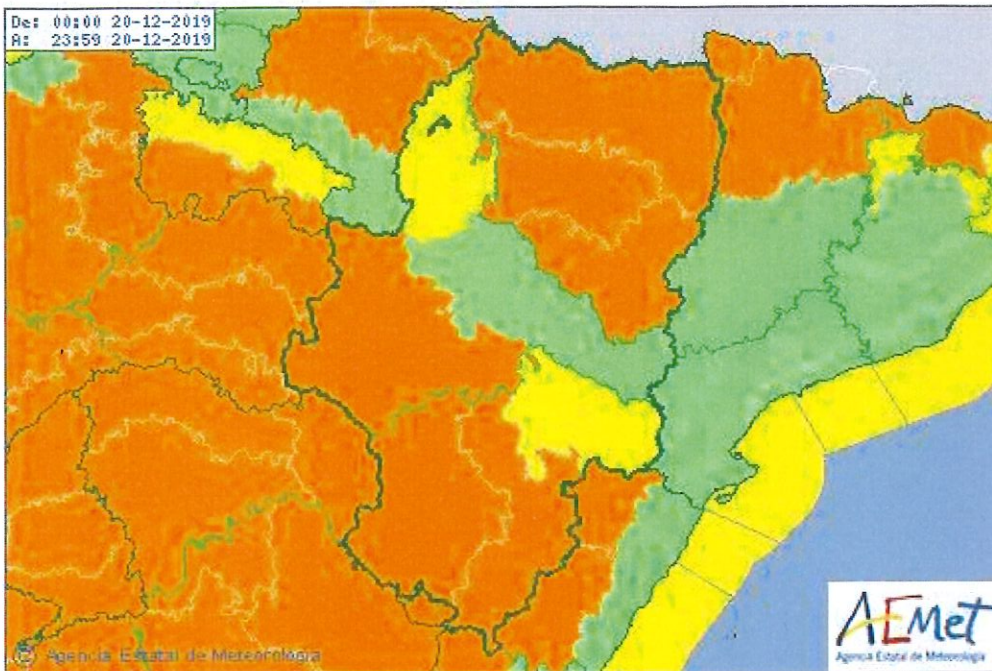 De: 00:00 20-12-2019
A: 23:59 20-12-2019
(C) Agencia Estatal de Meteorología
AEMet
Agencia Estatal de Meteorología